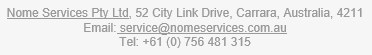 Nome Services Pty Ltd, 52 City Link Drive, Carrara, Australia, 4211
Email: service@nomeservices.com.au
Tel: +61 (0) 756 481 315